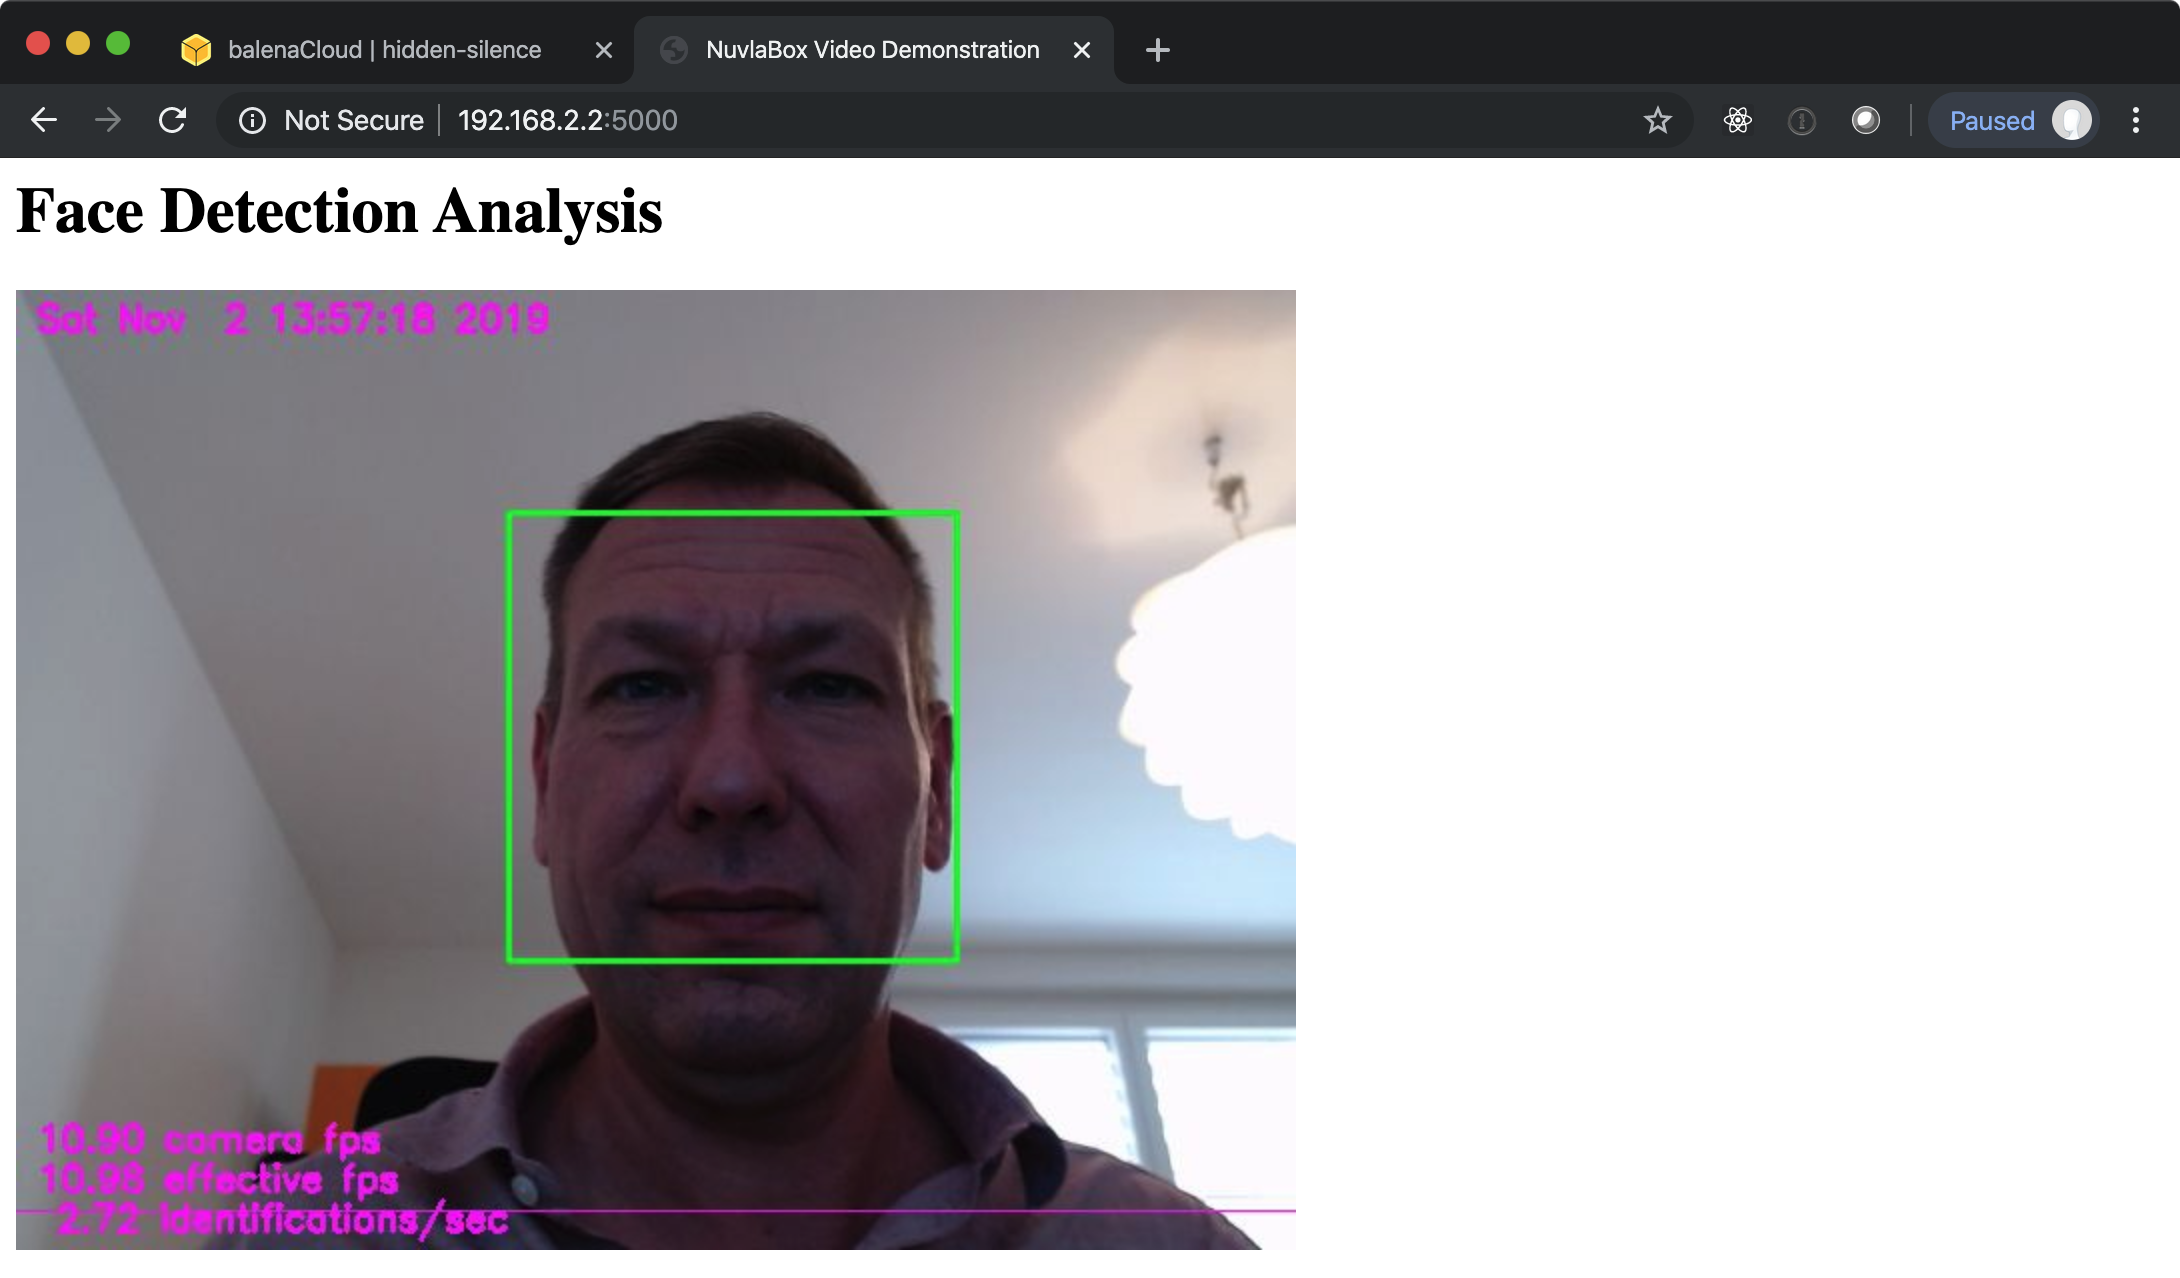 balenaCloud | hidden-silence
NuvlaBox Video Demonstration
Not Secure
192.168.2.2:5000
Paused
Face Detection Analysis
Sat Nov  2 13:57:18 2019
10.90 camera fps
10.98 effective fps
2.72 identifications/sec